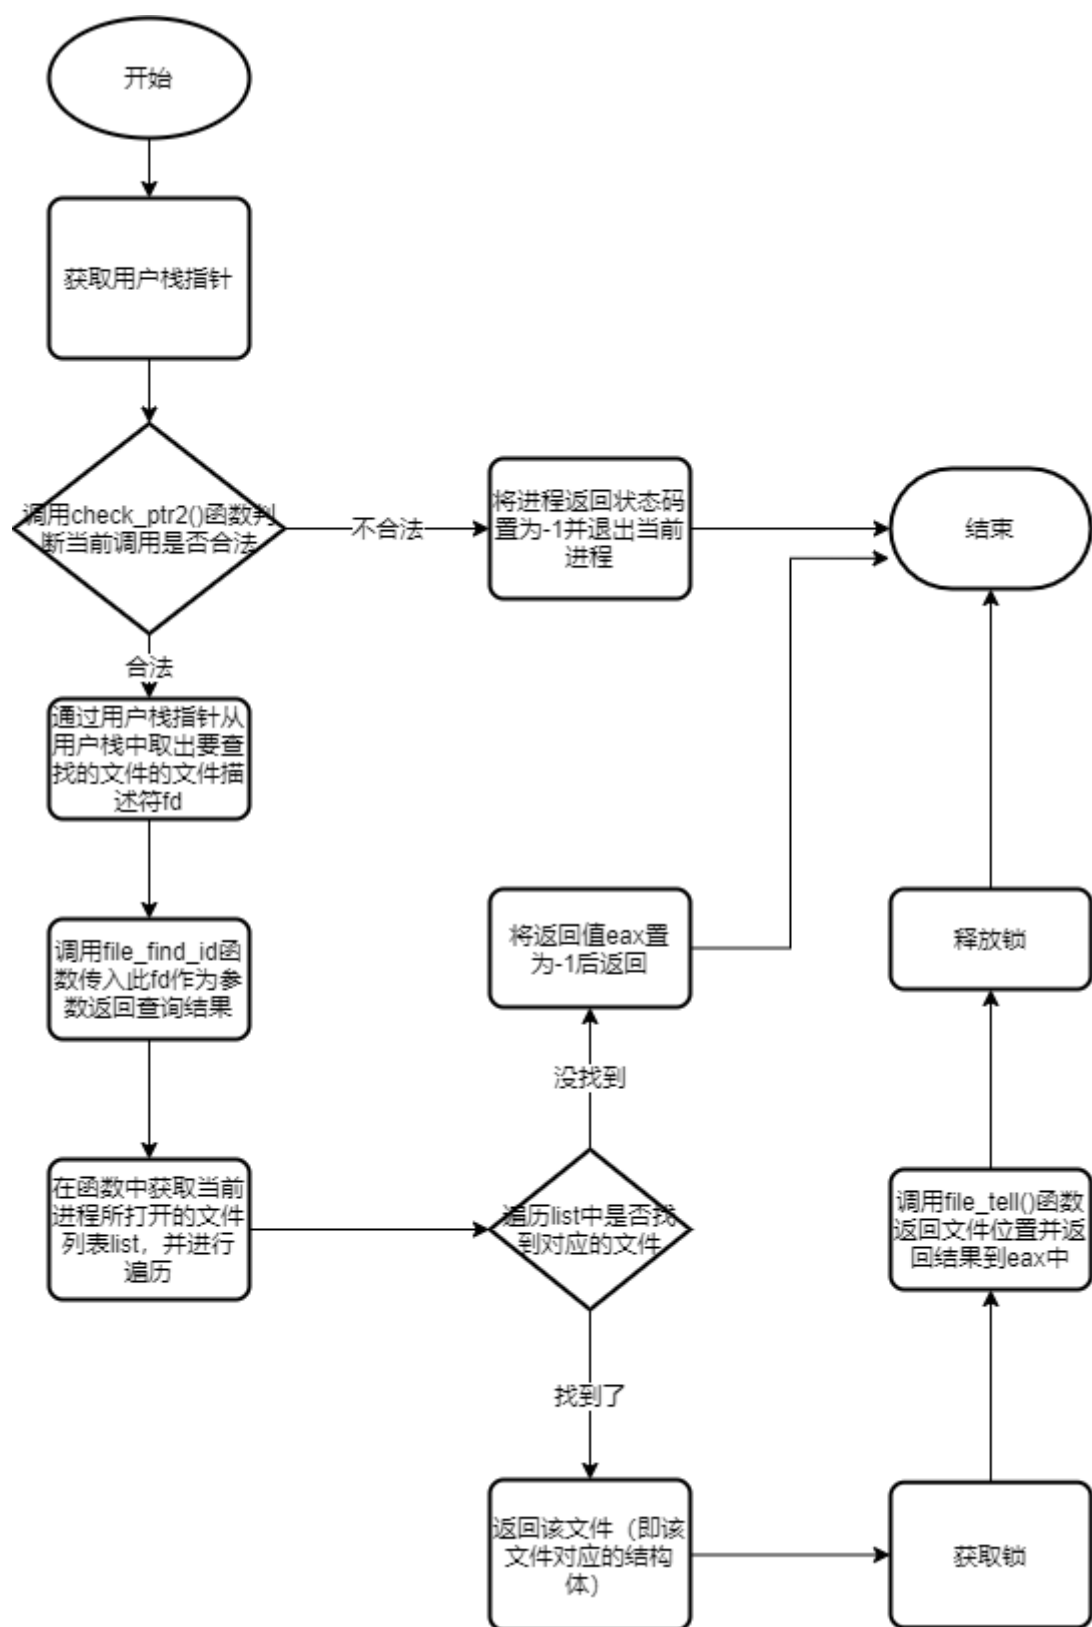 开始
获取用户栈指针
调用check_ptr2()函数判
断当前调用是否合法
不合法
将进程返回状态码
置为-1并退出当前
进程
结束
合法
通过用户栈指针从
用户栈中取出要查
找的文件的文件描
述符fd
调用file_find_id函
数传入此fd作为参
数返回查询结果
将返回值eax置
为-1后返回
释放锁
没找到
在函数中获取当前
进程所打开的文件
列表list，并进行
遍历
遍历list中是否找
到对应的文件
调用file_tell()函数
返回文件位置并返
回结果到eax中
找到了
返回该文件（即该
文件对应的结构
体）
获取锁